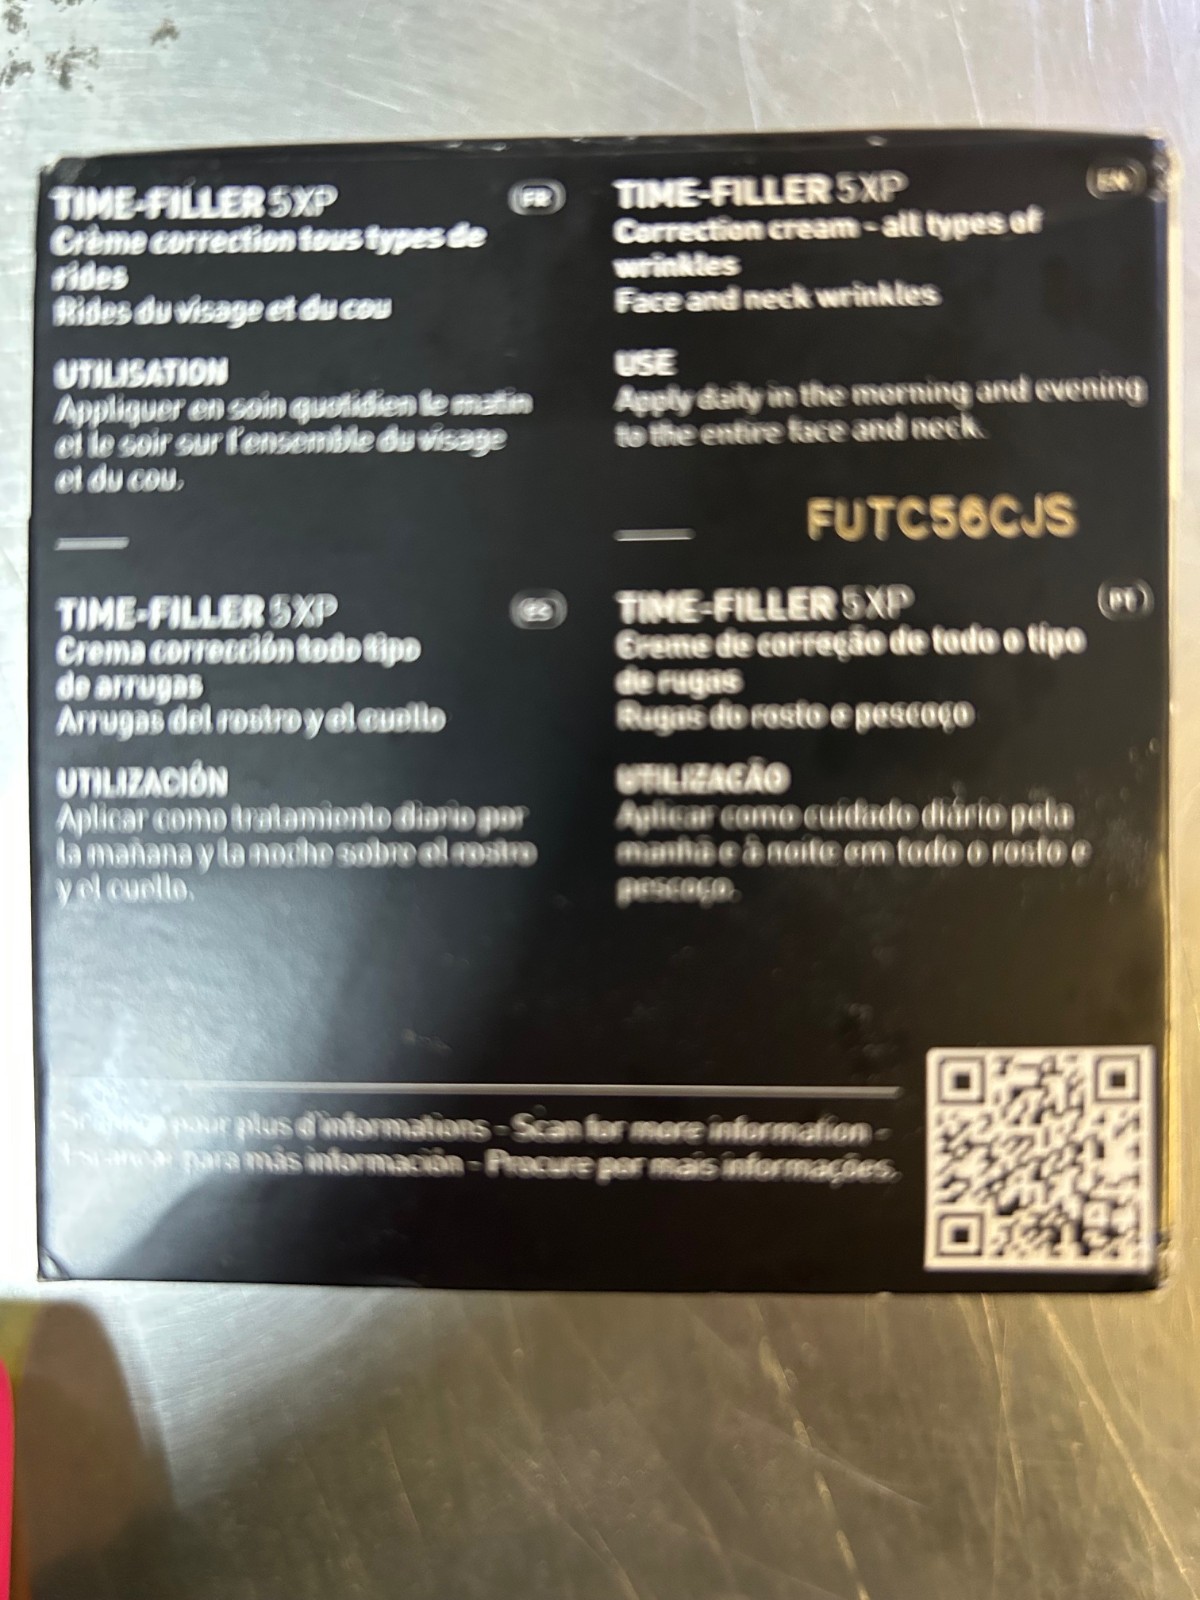 TIME-FILLER 5XP FR
Crème correction tous types de
rides
Rides du visage et du cou
UTILISATION
Appliquer en soin quotidien le matin
et le soir sur l'ensemble du visage
et du cou.
TIME-FILLER 5XP EN
Correction cream - all types of
wrinkles
Face and neck wrinkles
USE
Apply daily in the morning and evening
to the entire face and neck.
FUTC56CJS
TIME-FILLER 5XP ES
Crema corrección todo tipo
de arrugas
Arrugas del rostro y el cuello
UTILIZACIÓN
Aplicar como tratamiento diario por
la mañana y la noche sobre el rostro
y el cuello.
TIME-FILLER 5XP PT
Creme de correção de todo o tipo
de rugas
Rugas do rosto e pescoço
UTILIZACÃO
Aplicar como cuidado diário pela
manhã e à noite em todo o rosto e
pescoço.
pour plus d'informations - Scan for more information -
Escanear para más información - Procure por mais informações.